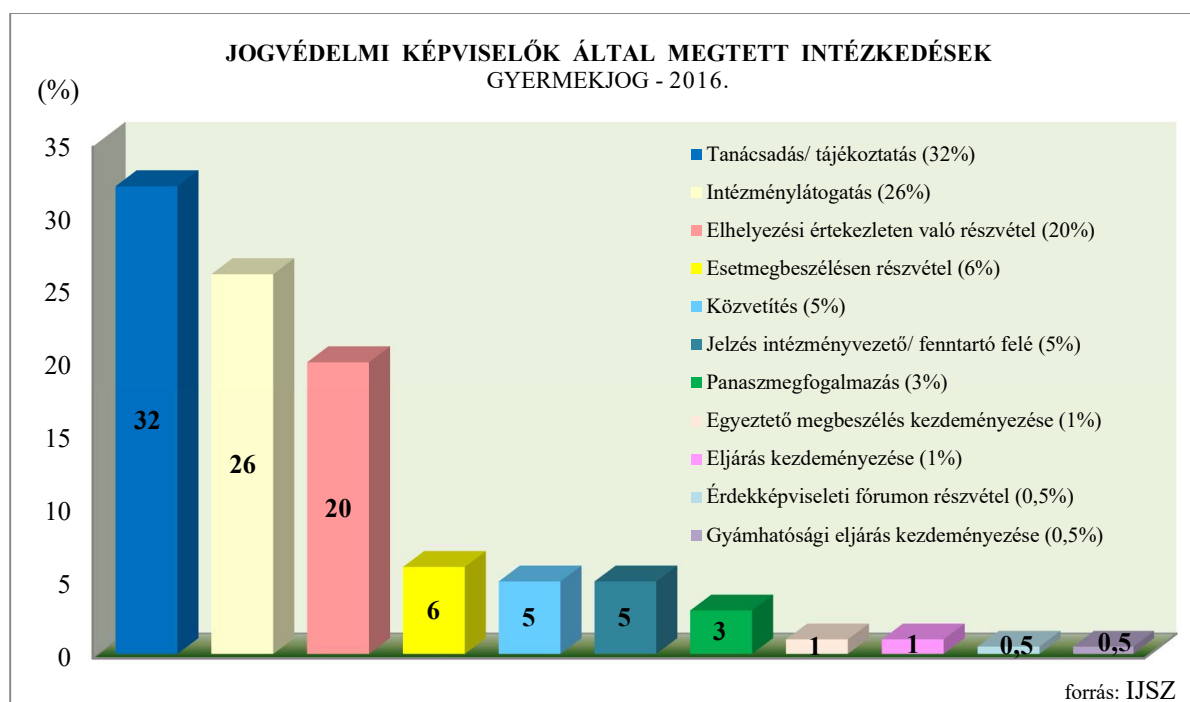 JOGVÉDELMI KÉPVISELŐK ÁLTAL MEGTETT INTÉZKEDÉSEK
GYERMEKJOG - 2016.
(%)
35
30
25
20
15
10
5
0
32
26
20
6
5
5
3
1
1
0,5
0,5
Tanácsadás/ tájékoztatás (32%)
Intézménylátogatás (26%)
Elhelyezési értekezleten való részvétel (20%)
Esetmegbeszélésen részvétel (6%)
Közvetítés (5%)
Jelzés intézményvezető/ fenntartó felé (5%)
Panaszmegfogalmazás (3%)
Egyeztető megbeszélés kezdeményezése (1%)
Eljárás kezdeményezése (1%)
Érdekképviseleti fórumon részvétel (0,5%)
Gyámhatósági eljárás kezdeményezése (0,5%)
forrás: IJSZ